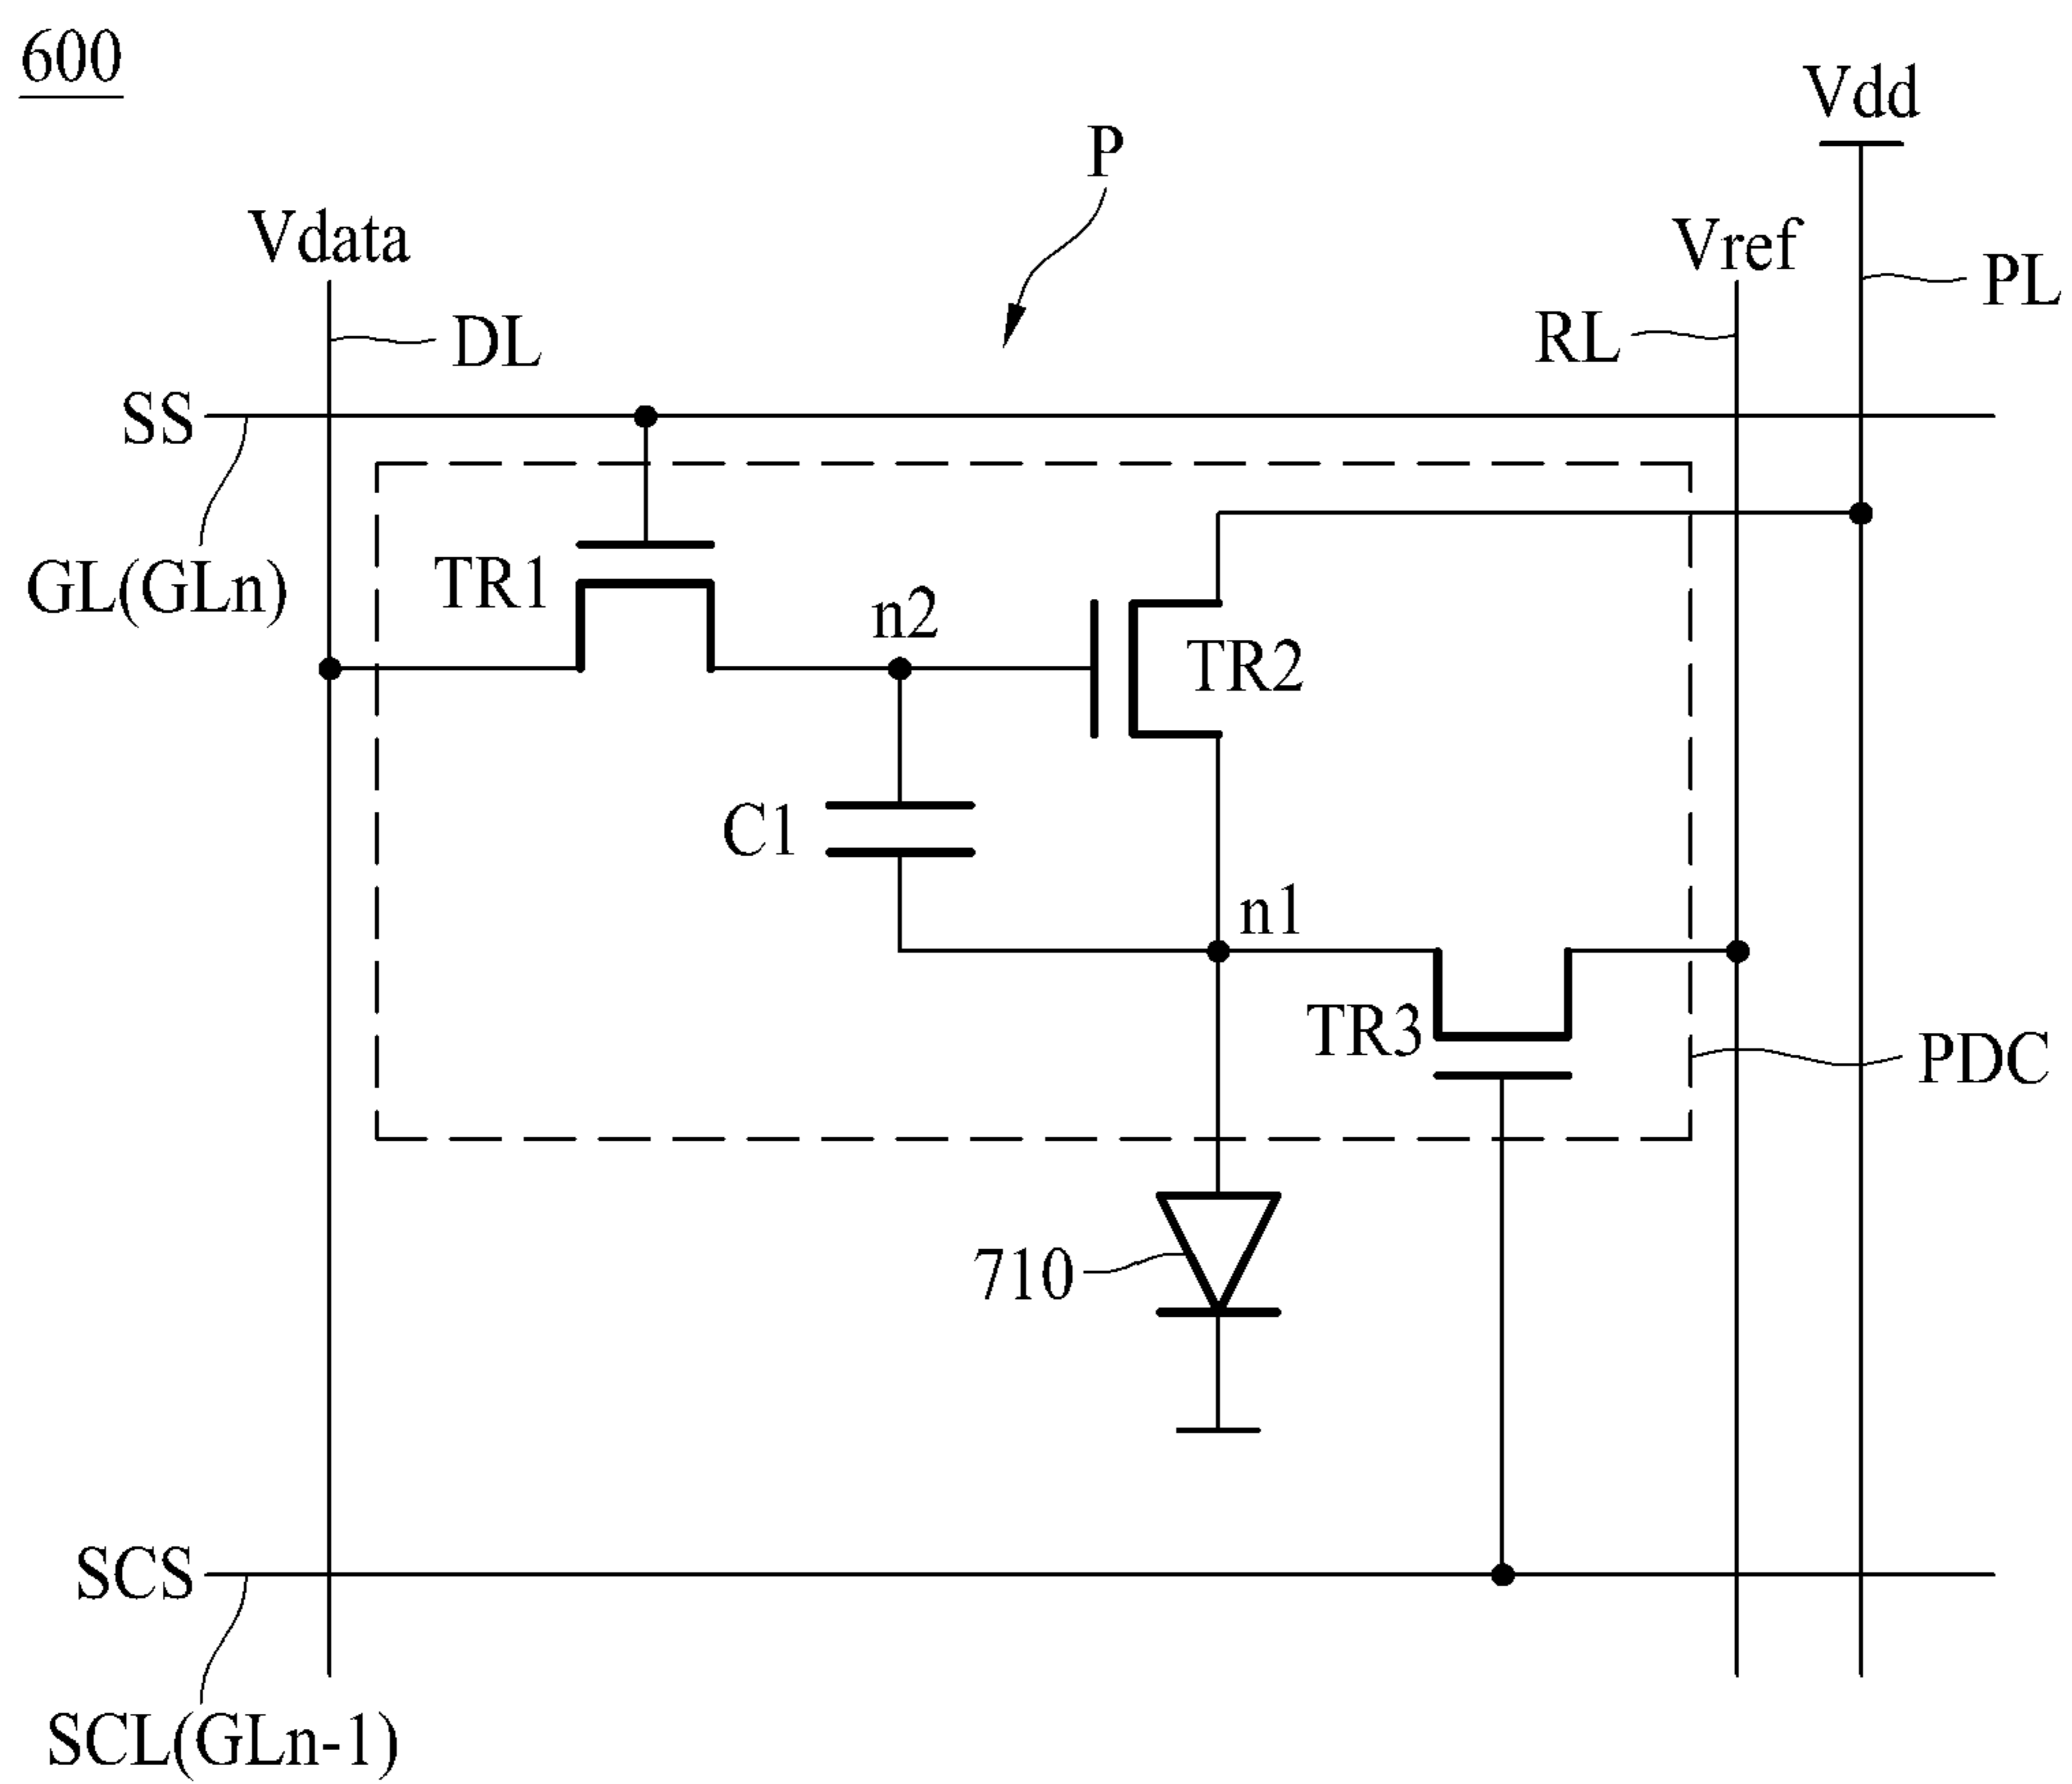 600
Vdd
P
Vdata
Vref
PL
DL
RL
SS
GL(GLn)
TR1
n2
TR2
C1
n1
TR3
PDC
710
SCS
SCL(GLn-1)